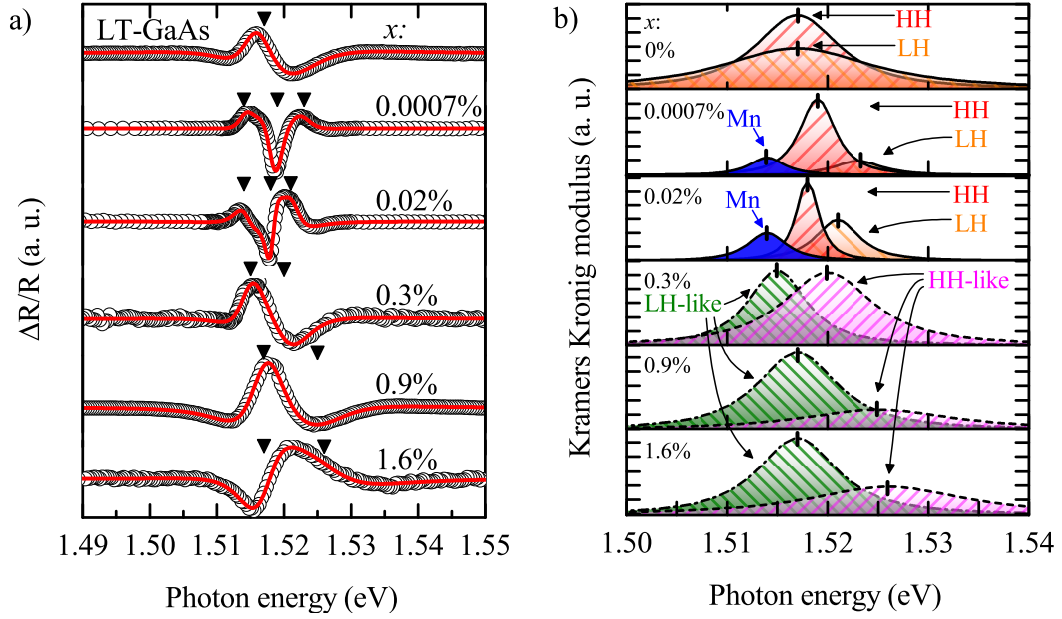 a)
LT-GaAs x:
0.0007%
0.02%
0.3%
0.9%
1.6%
ΔR/R (a. u.)
1.49 1.50 1.51 1.52 1.53 1.54 1.55
Photon energy (eV)
b)
x:
0%
HH
LH
0.0007%
Mn
HH
LH
0.02%
Mn
HH
LH
0.3%
LH-like
HH-like
0.9%
1.6%
Kramers Kronig modulus (a. u.)
1.50 1.51 1.52 1.53 1.54
Photon energy (eV)